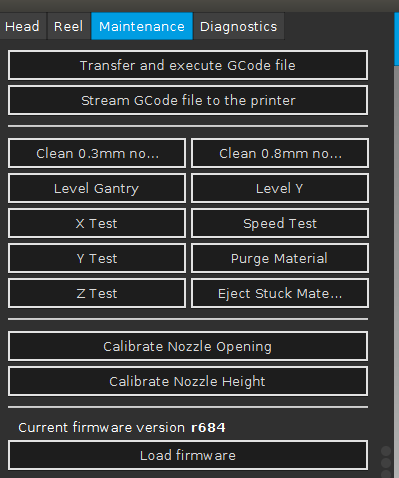 Head Reel Maintenance Diagnostics
Transfer and execute GCode file
Stream GCode file to the printer
Clean 0.3mm no... Clean 0.8mm no...
Level Gantry Level Y
X Test Speed Test
Y Test Purge Material
Z Test Eject Stuck Mate...
Calibrate Nozzle Opening
Calibrate Nozzle Height
Current firmware version r684
Load firmware